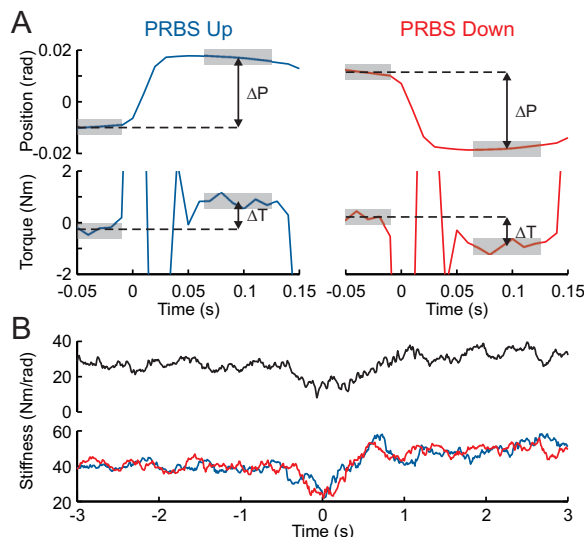 A
PRBS Up
PRBS Down
Position (rad)
0.02
0
-0.02
ΔP
ΔP
Torque (Nm)
2
0
-2
ΔT
ΔT
-0.05 0 0.05 0.1 0.15
-0.05 0 0.05 0.1 0.15
Time (s)
Time (s)
B
Stiffness (Nm/rad)
40
20
0
60
40
20
-3 -2 -1 0 1 2 3
Time (s)